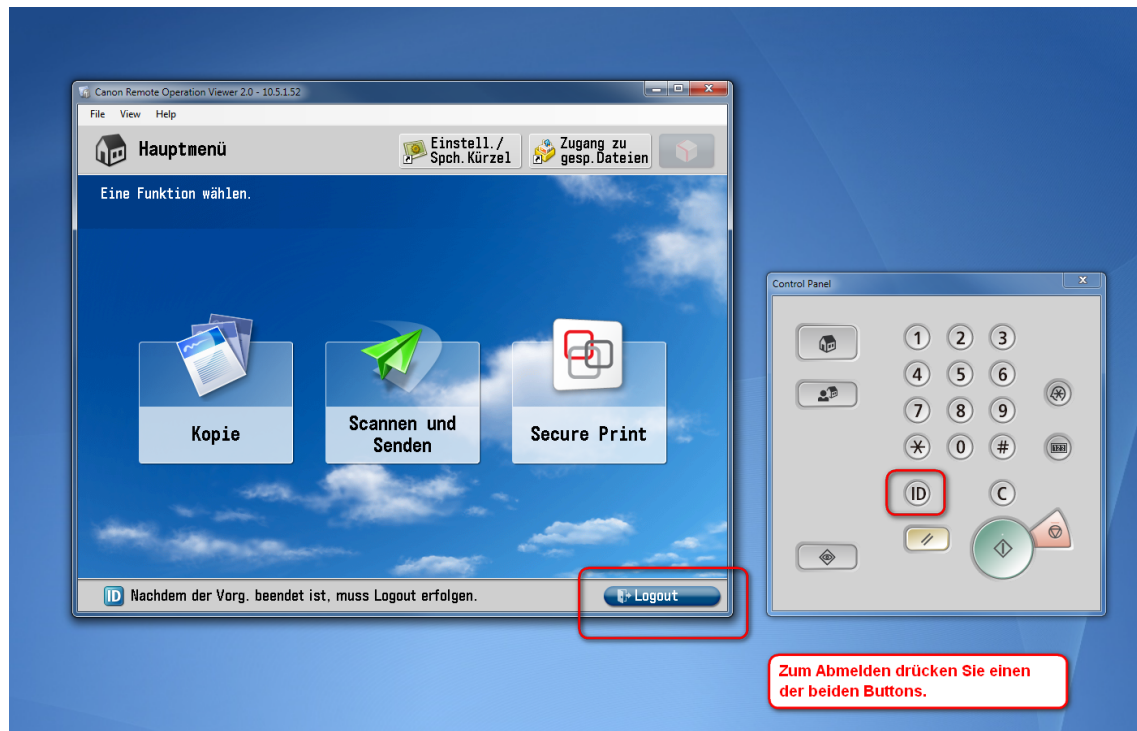 Canon Remote Operation Viewer 2.0 - 10.5.1.52
File View Help
Hauptmenü
Einstell./
Spch.Kürzel
Zugang zu
gesp.Dateien
Eine Funktion wählen.
Kopie
Scannen und
Senden
Secure Print
ID Nachdem der Vorg. beendet ist, muss Logout erfolgen.
Logout
Control Panel
1 2 3
4 5 6
7 8 9
* 0 #
ID C
Zum Abmelden drücken Sie einen
der beiden Buttons.